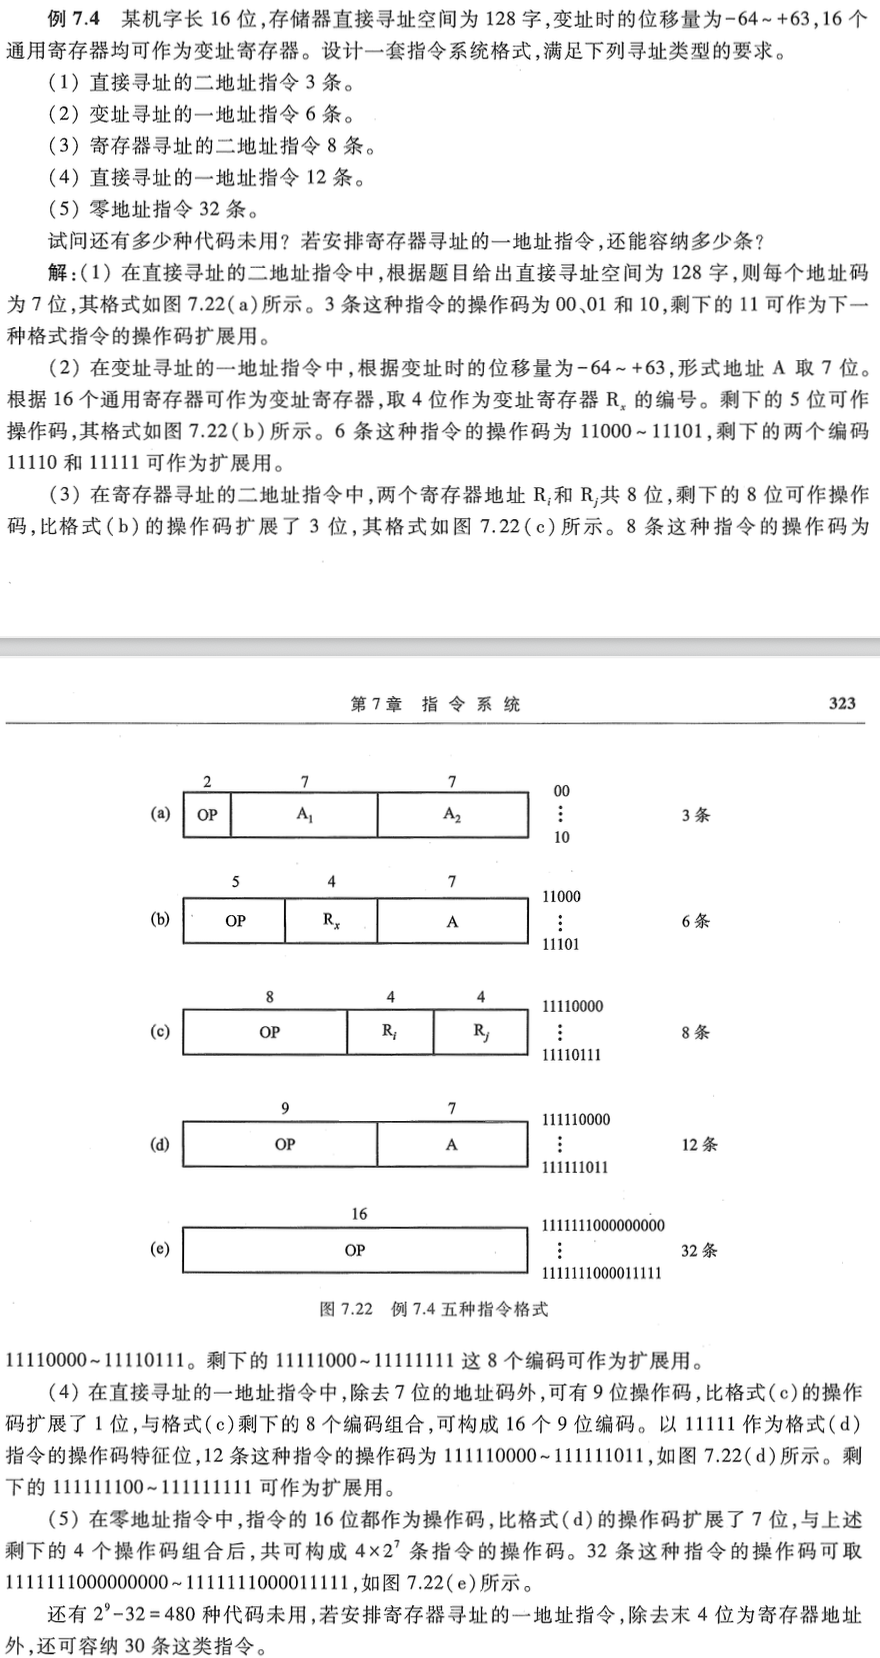 例 7.4 某机字长 16 位,存储器直接寻址空间为 128 字,变址时的位移量为-64~+63,16 个
通用寄存器均可作为变址寄存器。设计一套指令系统格式,满足下列寻址类型的要求。
(1) 直接寻址的二地址指令 3 条。
(2) 变址寻址的一地址指令 6 条。
(3) 寄存器寻址的二地址指令 8 条。
(4) 直接寻址的一地址指令 12 条。
(5) 零地址指令 32 条。
试问还有多少种代码未用? 若安排寄存器寻址的一地址指令,还能容纳多少条?
解:(1) 在直接寻址的二地址指令中,根据题目给出直接寻址空间为 128 字,则每个地址码
为 7 位,其格式如图 7.22(a)所示。3 条这种指令的操作码为 00、01 和 10,剩下的 11 可作为下一
种格式指令的操作码扩展用。
(2) 在变址寻址的一地址指令中,根据变址时的位移量为-64~+63,形式地址 A 取 7 位。
根据 16 个通用寄存器可作为变址寄存器,取 4 位作为变址寄存器 Rₓ 的编号。剩下的 5 位可作
操作码,其格式如图 7.22(b)所示。6 条这种指令的操作码为 11000~11101,剩下的两个编码
11110 和 11111 可作为扩展用。
(3) 在寄存器寻址的二地址指令中,两个寄存器地址 Rᵢ和 Rⱼ共 8 位,剩下的 8 位可作操作
码,比格式(b)的操作码扩展了 3 位,其格式如图 7.22(c)所示。8 条这种指令的操作码为
第 7 章 指 令 系 统 323
2 7 7
(a) OP A₁ A₂ 00 ⋮ 10 3 条
5 4 7
(b) OP Rₓ A 11000 ⋮ 11101 6 条
8 4 4
(c) OP Rᵢ Rⱼ 11110000 ⋮ 11110111 8 条
9 7
(d) OP A 111110000 ⋮ 111111011 12 条
16
(e) OP 1111111000000000 ⋮ 1111111000011111 32 条
图 7.22 例 7.4 五种指令格式
11110000~11110111。剩下的 11111000~11111111 这 8 个编码可作为扩展用。
(4) 在直接寻址的一地址指令中,除去 7 位的地址码外,可有 9 位操作码,比格式(c)的操作
码扩展了 1 位,与格式(c)剩下的 8 个编码组合,可构成 16 个 9 位编码。以 11111 作为格式(d)
指令的操作码特征位,12 条这种指令的操作码为 111110000~111111011,如图 7.22(d)所示。剩
下的 111111100~111111111 可作为扩展用。
(5) 在零地址指令中,指令的 16 位都作为操作码,比格式(d)的操作码扩展了 7 位,与上述
剩下的 4 个操作码组合后,共可构成 4×2⁷ 条指令的操作码。32 条这种指令的操作码可取
1111111000000000~1111111000011111,如图 7.22(e)所示。
还有 2⁹-32=480 种代码未用,若安排寄存器寻址的一地址指令,除去末 4 位为寄存器地址
外,还可容纳 30 条这类指令。